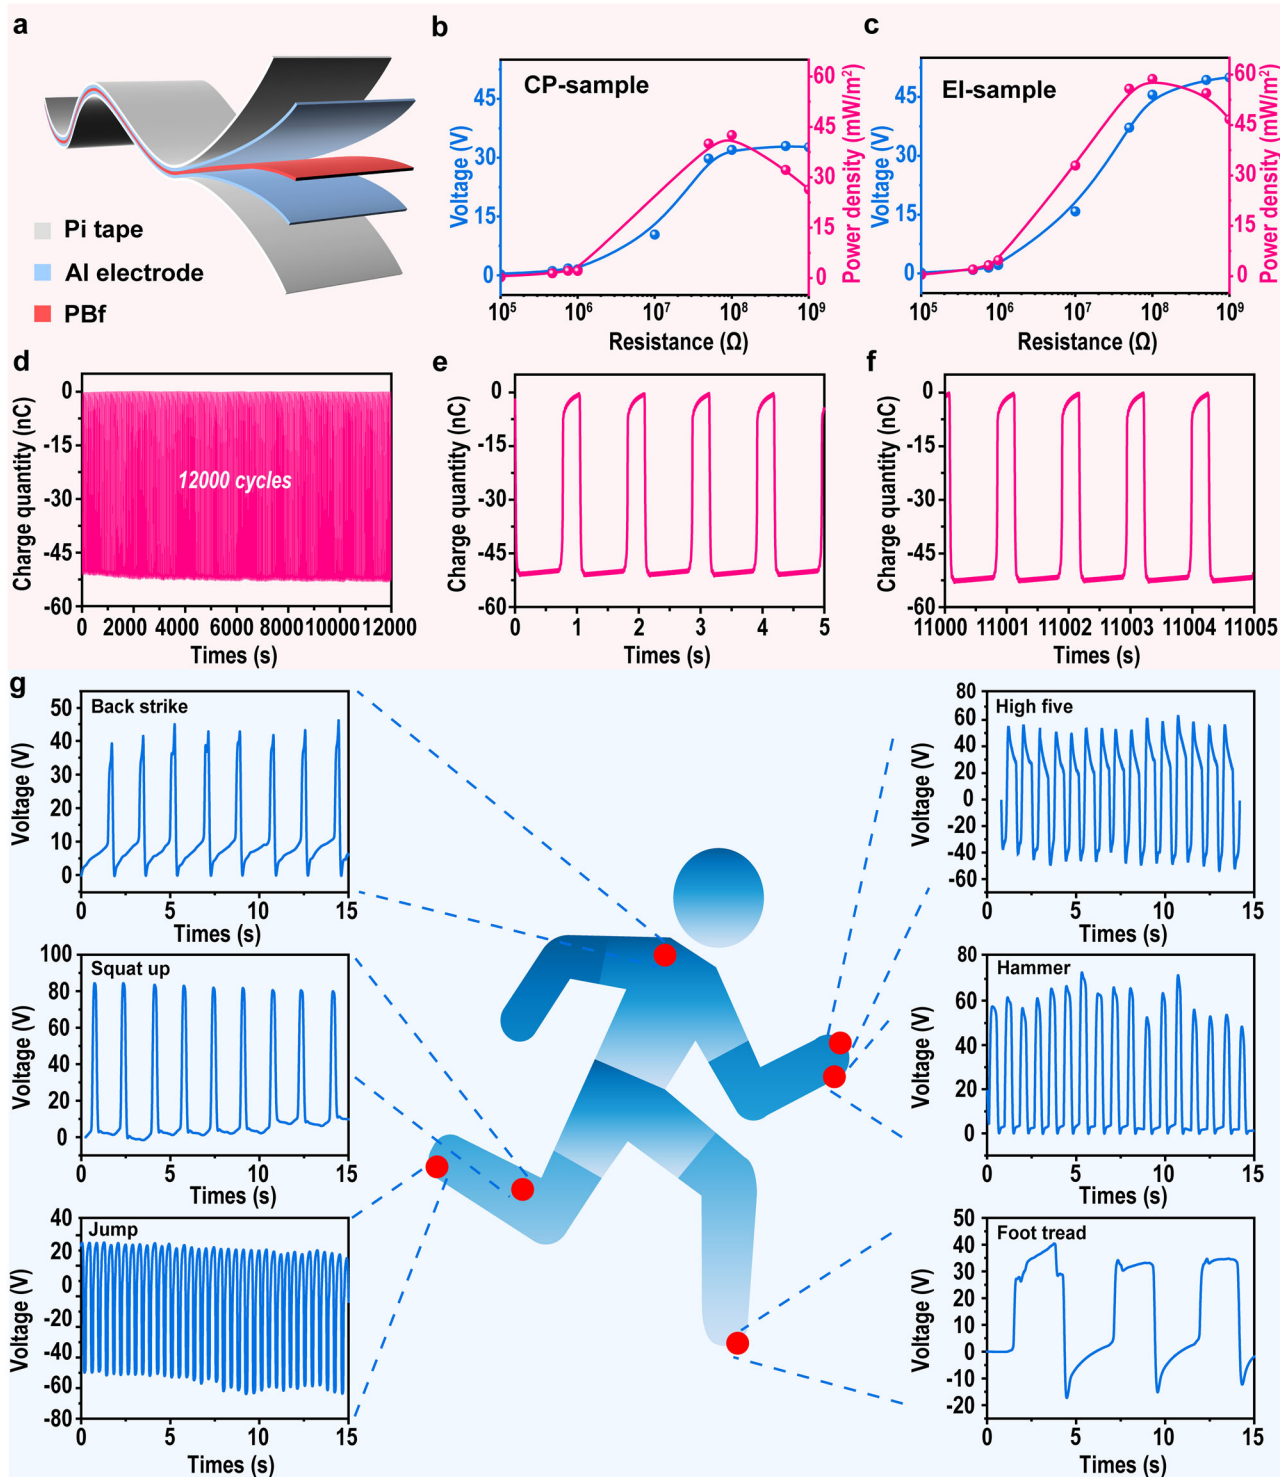 a
Pi tape
Al electrode
PBf
b
CP-sample
Voltage (V)
45
30
15
0
Power density (mW/m²)
60
45
30
15
0
10⁵ 10⁶ 10⁷ 10⁸ 10⁹
Resistance (Ω)
c
EI-sample
Voltage (V)
45
30
15
0
Power density (mW/m²)
60
45
30
15
0
10⁵ 10⁶ 10⁷ 10⁸ 10⁹
Resistance (Ω)
d
Charge quantity (nC)
0
-15
-30
-45
-60
12000 cycles
0 2000 4000 6000 8000 10000 12000
Times (s)
e
Charge quantity (nC)
0
-15
-30
-45
-60
0 1 2 3 4 5
Times (s)
f
Charge quantity (nC)
0
-15
-30
-45
-60
11000 11001 11002 11003 11004 11005
Times (s)
g
Back strike
Voltage (V)
50
40
30
20
10
0
0 5 10 15
Times (s)
Squat up
Voltage (V)
100
80
60
40
20
0
0 5 10 15
Times (s)
Jump
Voltage (V)
40
20
0
-20
-40
-60
-80
0 5 10 15
Times (s)
High five
Voltage (V)
80
60
40
20
0
-20
-40
-60
0 5 10 15
Times (s)
Hammer
Voltage (V)
80
60
40
20
0
0 5 10 15
Times (s)
Foot tread
Voltage (V)
50
40
30
20
10
0
-10
-20
0 5 10 15
Times (s)